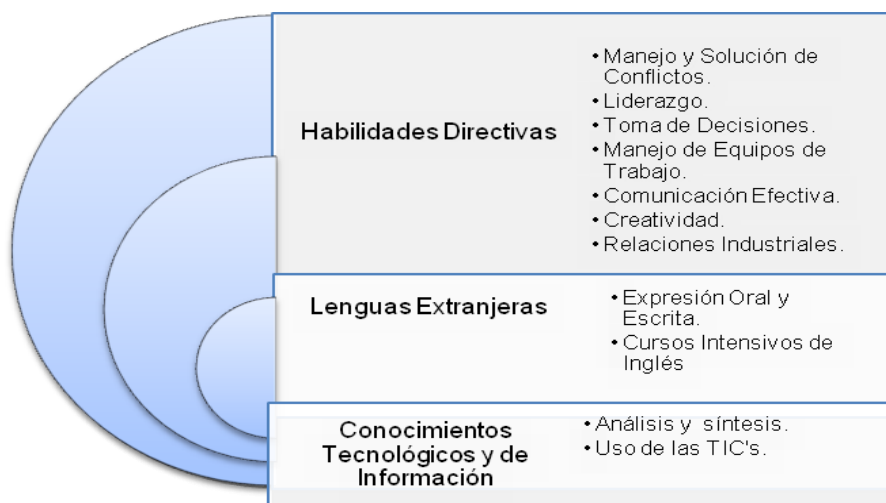 Habilidades Directivas
• Manejo y Solución de
Conflictos.
• Liderazgo.
• Toma de Decisiones.
• Manejo de Equipos de
Trabajo.
• Comunicación Efectiva.
• Creatividad.
• Relaciones Industriales.
Lenguas Extranjeras
• Expresión Oral y
Escrita.
• Cursos Intensivos de
Inglés
Conocimientos
Tecnológicos y de
Información
• Análisis y síntesis.
• Uso de las TIC's.